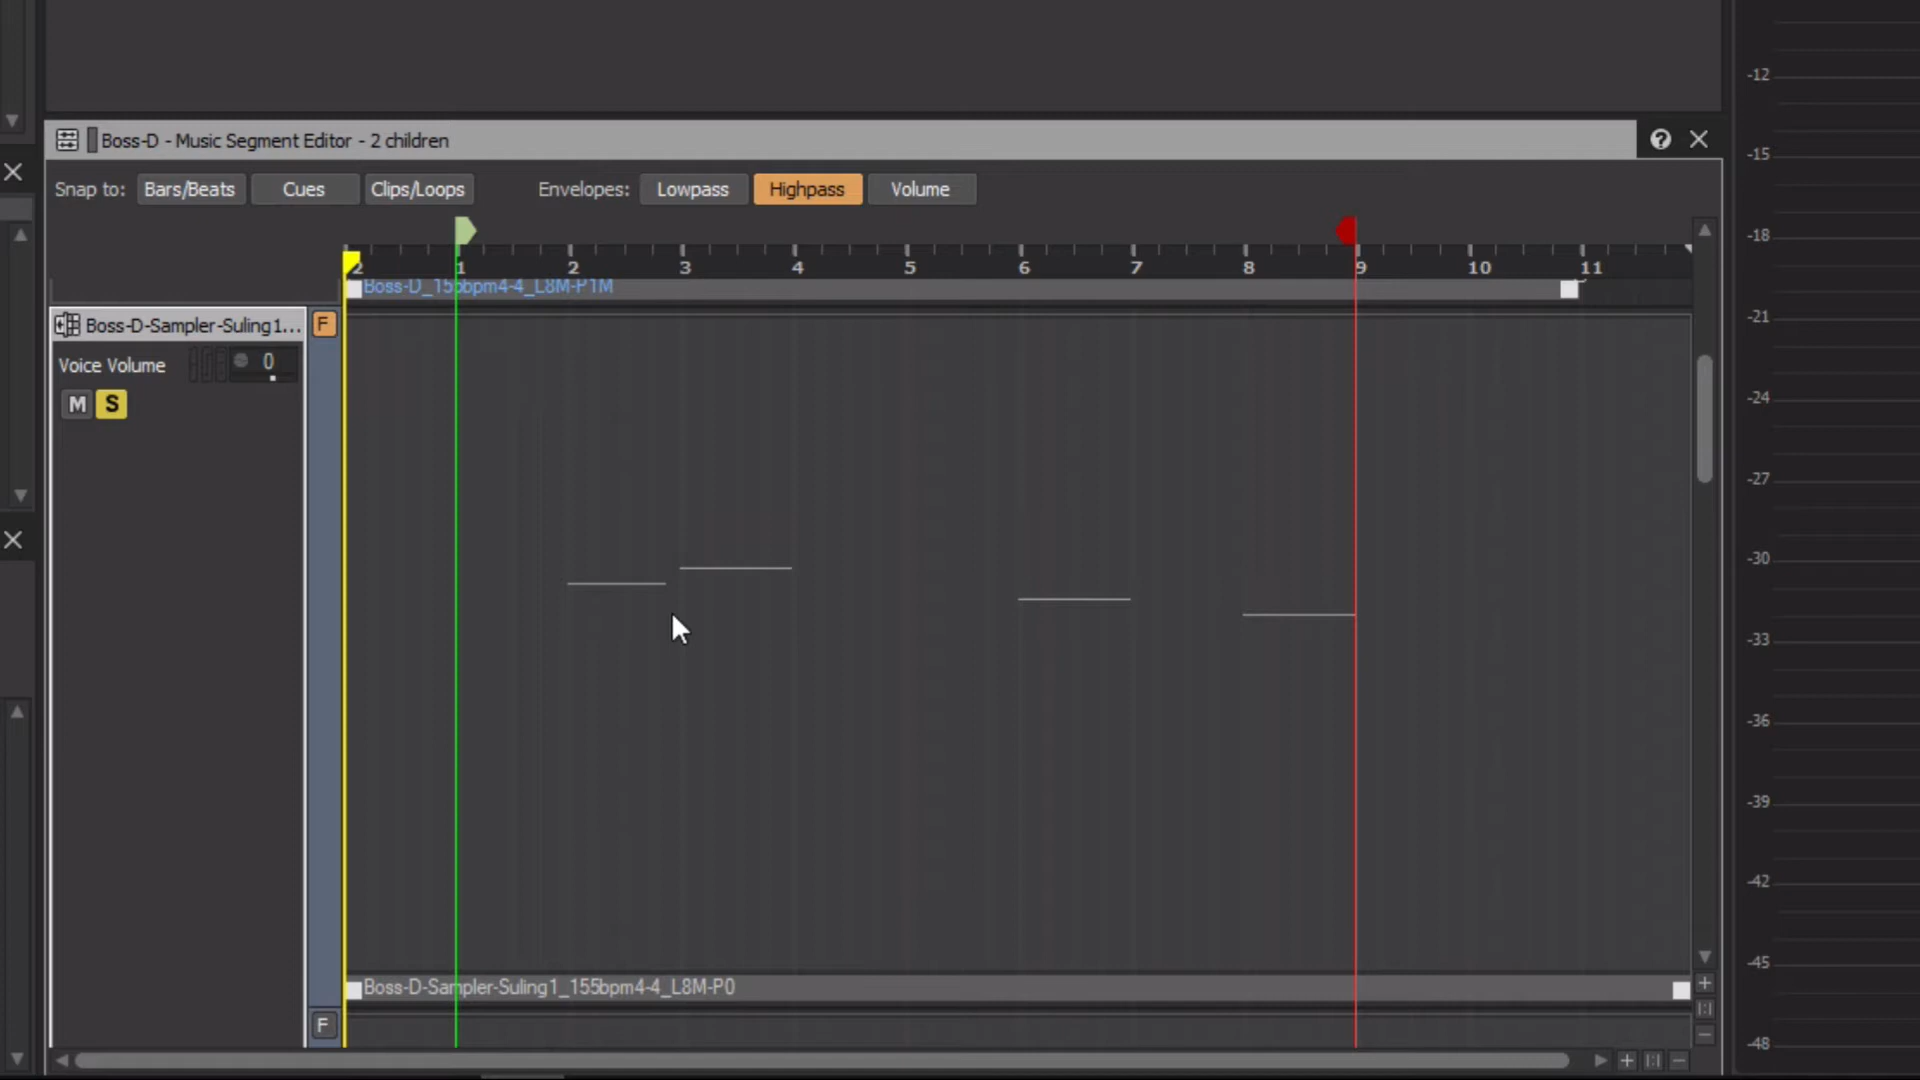 Boss-D - Music Segment Editor - 2 children
Snap to: Bars/Beats Cues Clips/Loops Envelopes: Lowpass Highpass Volume
2 1 2 3 4 5 6 7 8 9 10 11
Boss-D_155bpm4-4_L8M-P1M
Boss-D-Sampler-Suling1... F
Voice Volume 0
M S
Boss-D-Sampler-Suling1_155bpm4-4_L8M-P0
F
-12
-15
-18
-21
-24
-27
-30
-33
-36
-39
-42
-45
-48